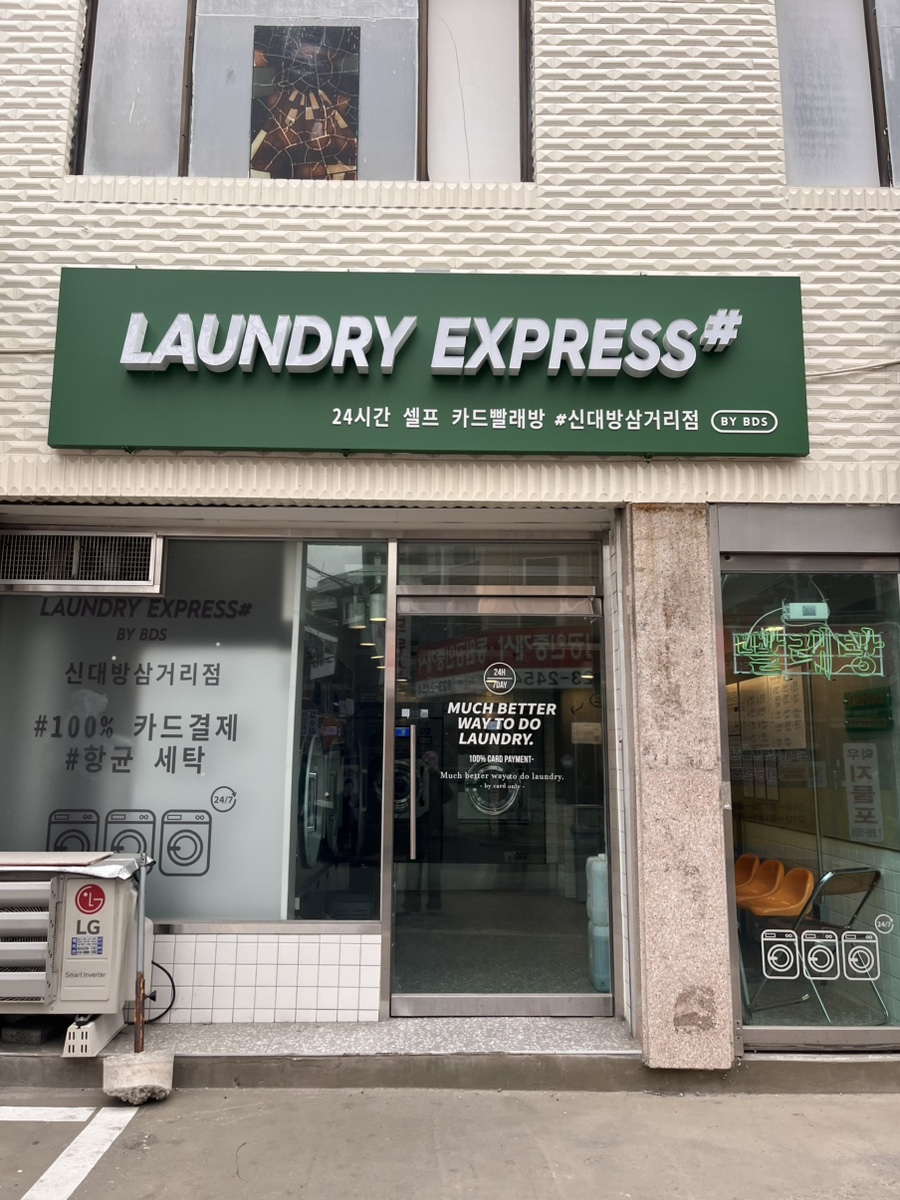 LAUNDRY EXPRESS#
24시간 셀프 카드빨래방 #신대방삼거리점 BY BDS
LAUNDRY EXPRESS#
BY BDS
신대방삼거리점
#100% 카드결제
#항균 세탁
24/7
LG
Smart Inverter
24H
7DAY
MUCH BETTER
WAY TO DO
LAUNDRY.
100% CARD PAYMENT·
Much better way to do laundry.
- by card only -
빨래방
24/7